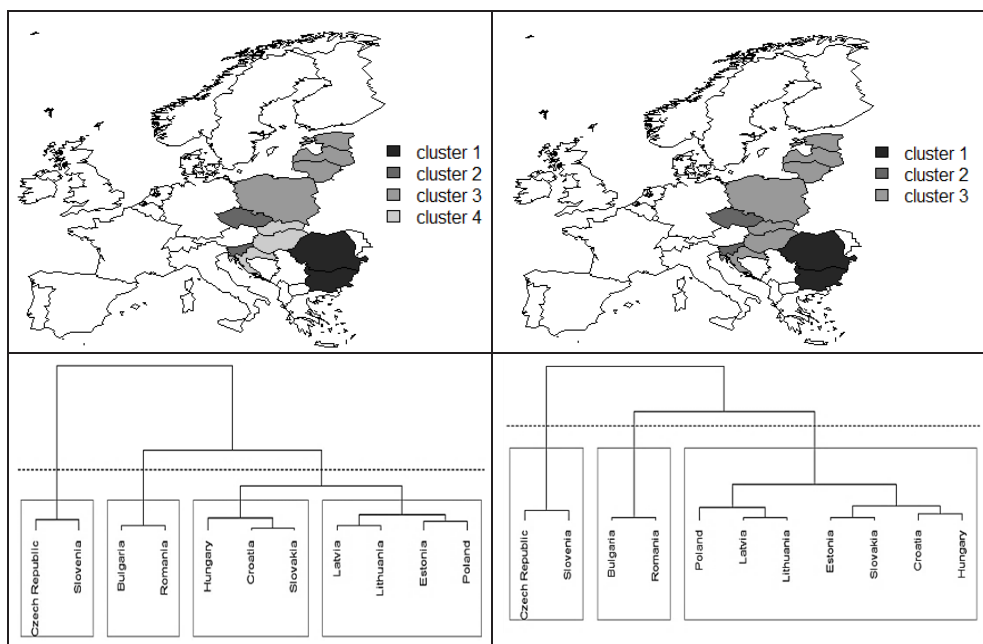 cluster 1
cluster 2
cluster 3
cluster 4
cluster 1
cluster 2
cluster 3
Czech Republic
Slovenia
Bulgaria
Romania
Hungary
Croatia
Slovakia
Latvia
Lithuania
Estonia
Poland
Czech Republic
Slovenia
Bulgaria
Romania
Poland
Latvia
Lithuania
Estonia
Slovakia
Croatia
Hungary